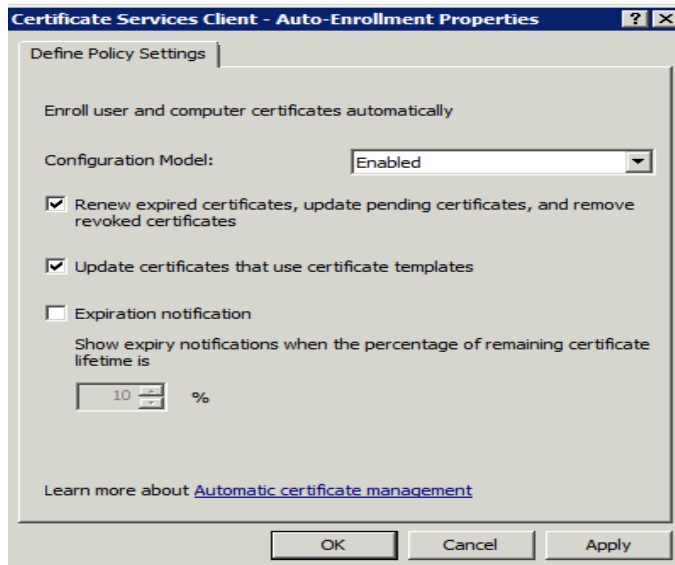 Certificate Services Client - Auto-Enrollment Properties
Define Policy Settings
Enroll user and computer certificates automatically
Configuration Model: Enabled
Renew expired certificates, update pending certificates, and remove
revoked certificates
Update certificates that use certificate templates
Expiration notification
Show expiry notifications when the percentage of remaining certificate
lifetime is
10 %
Learn more about Automatic certificate management
OK Cancel Apply